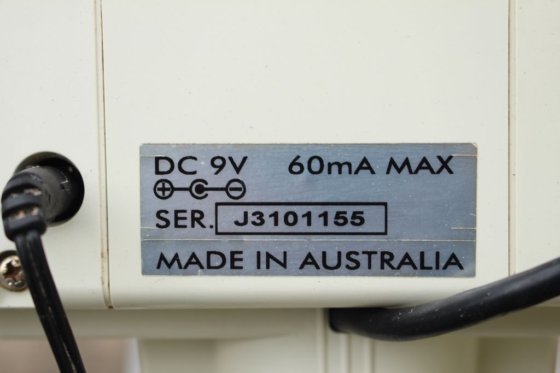 DC 9V 60mA MAX
SER. J3101155
MADE IN AUSTRALIA